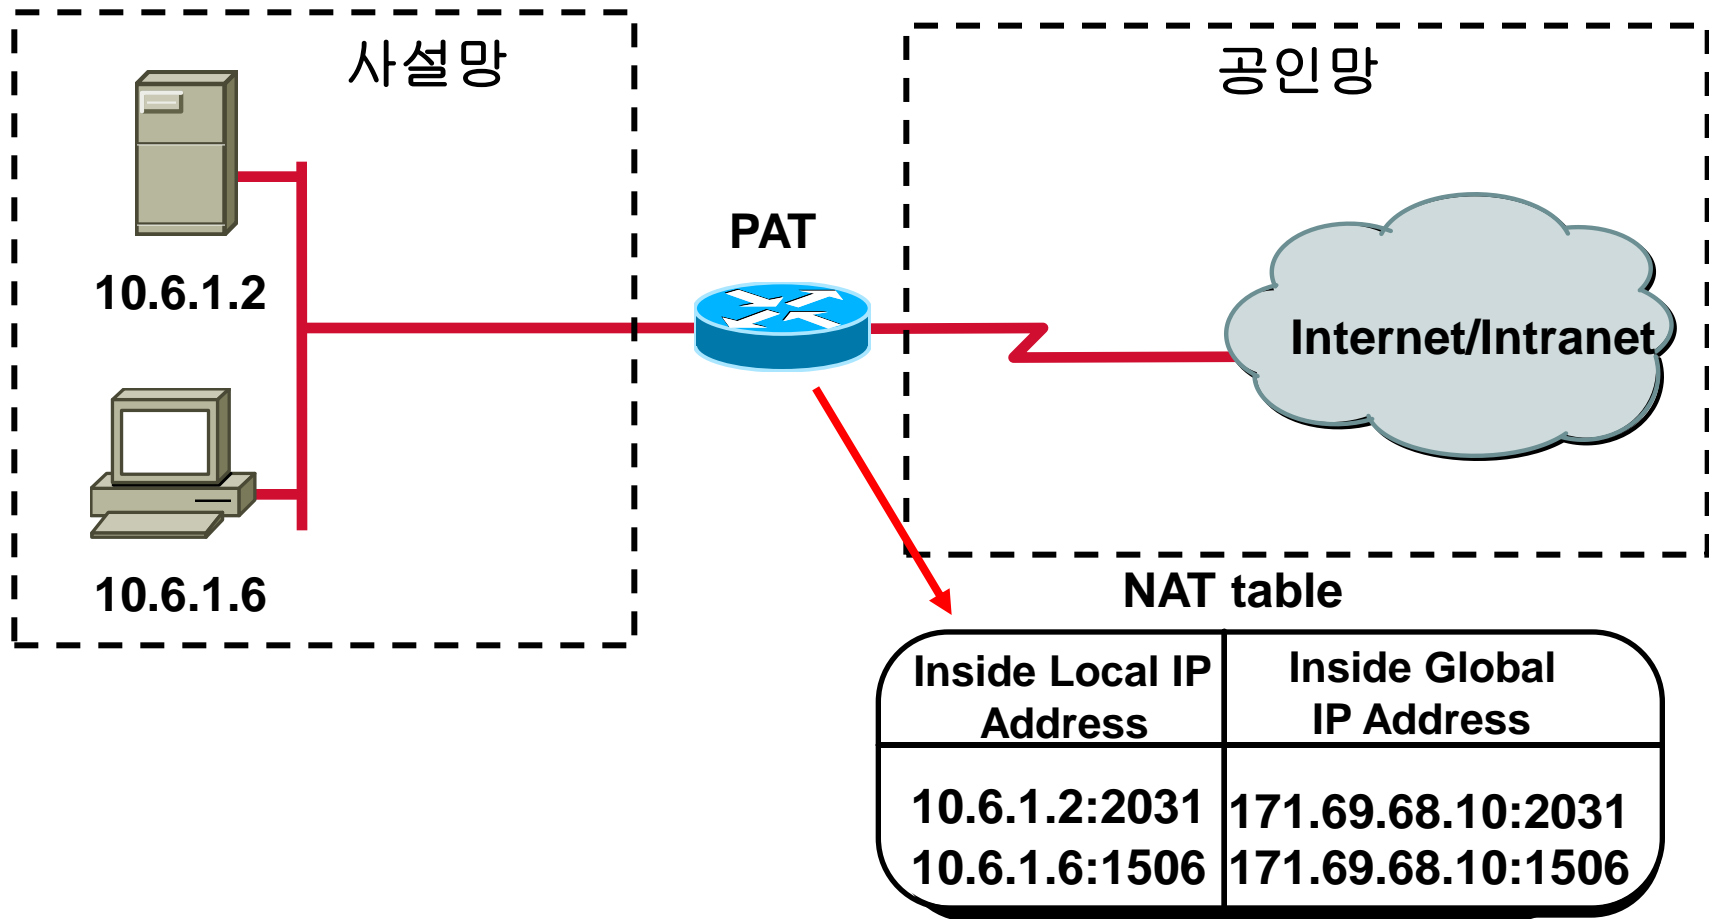 사설망
공인망
10.6.1.2
PAT
Internet/Intranet
10.6.1.6
NAT table
Inside Local IP
Address
Inside Global
IP Address
10.6.1.2:2031
171.69.68.10:2031
10.6.1.6:1506
171.69.68.10:1506